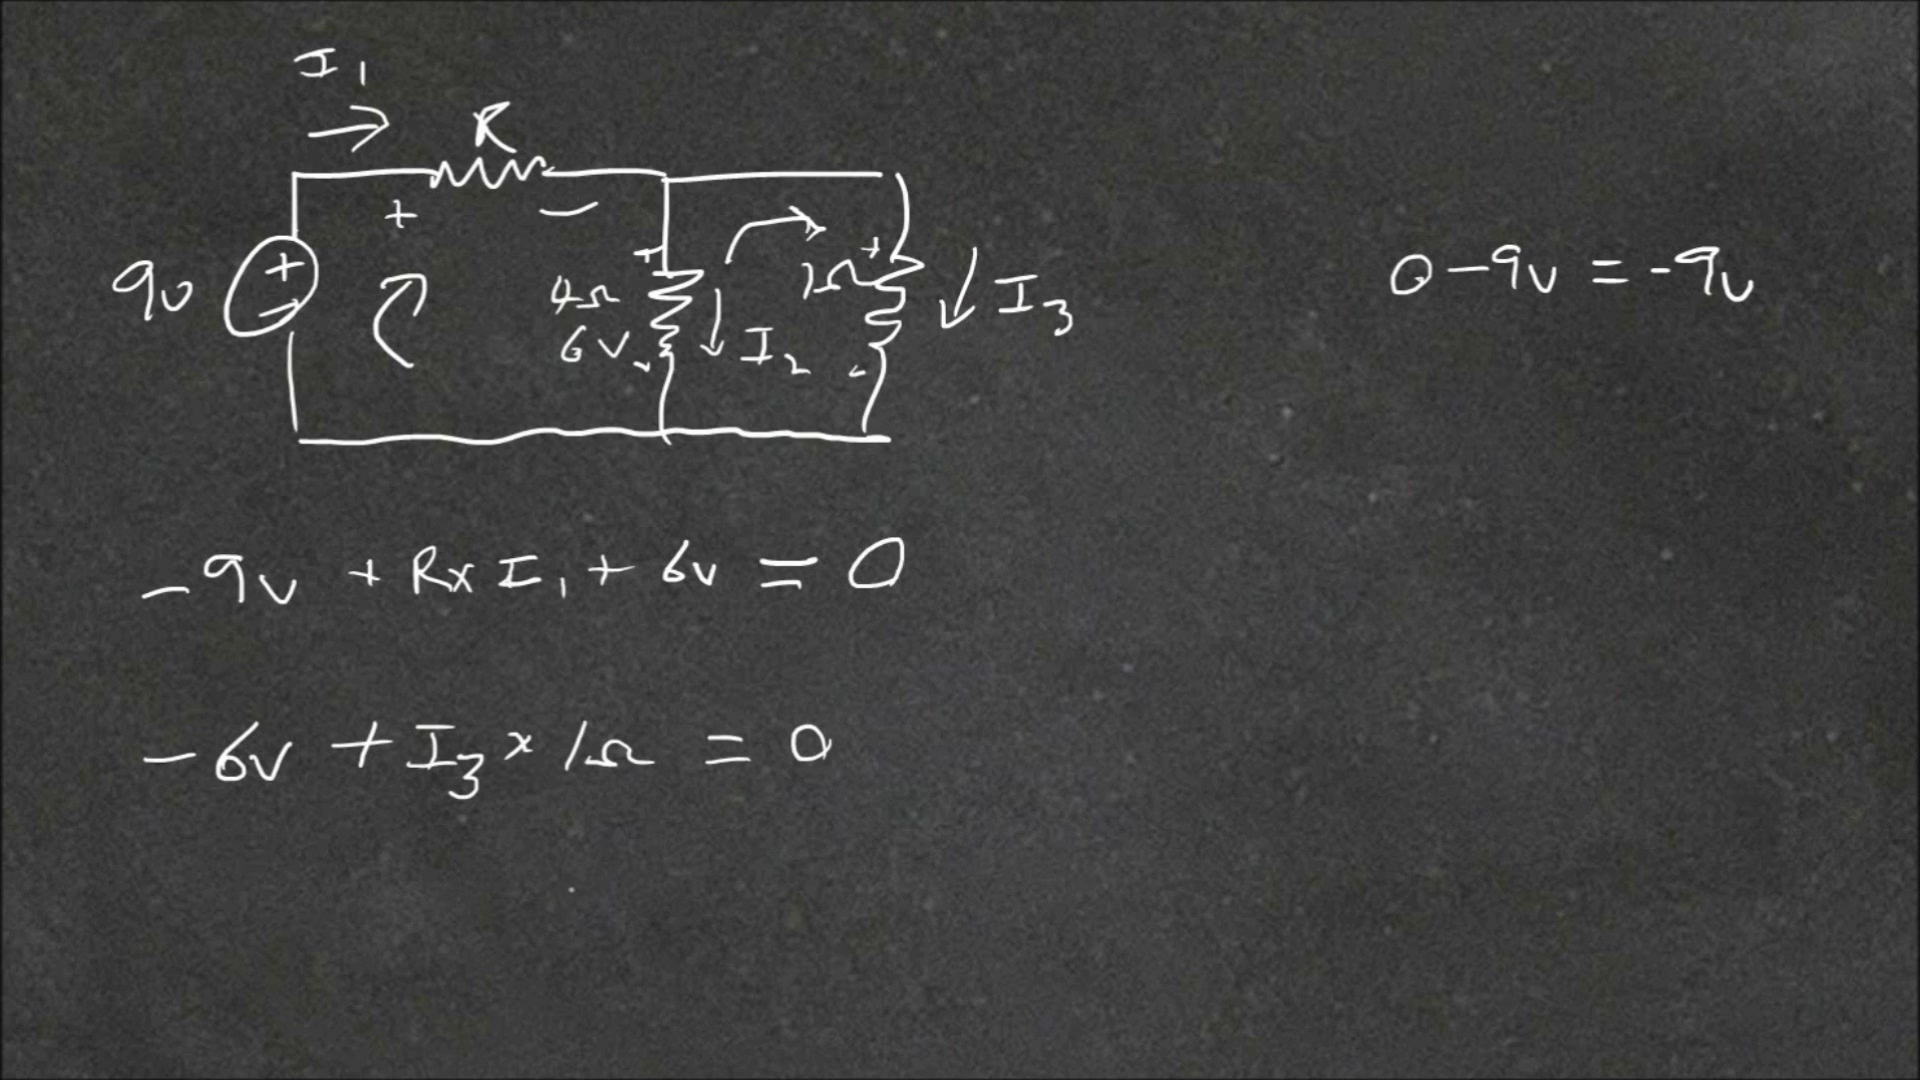 I₁
R
+ −
9v + −
4Ω
6V
+ -
I₂
1Ω
+ -
I₃
0 − 9v = -9v
− 9v + R x I₁ + 6v = 0
− 6v + I₃ × 1Ω = 0